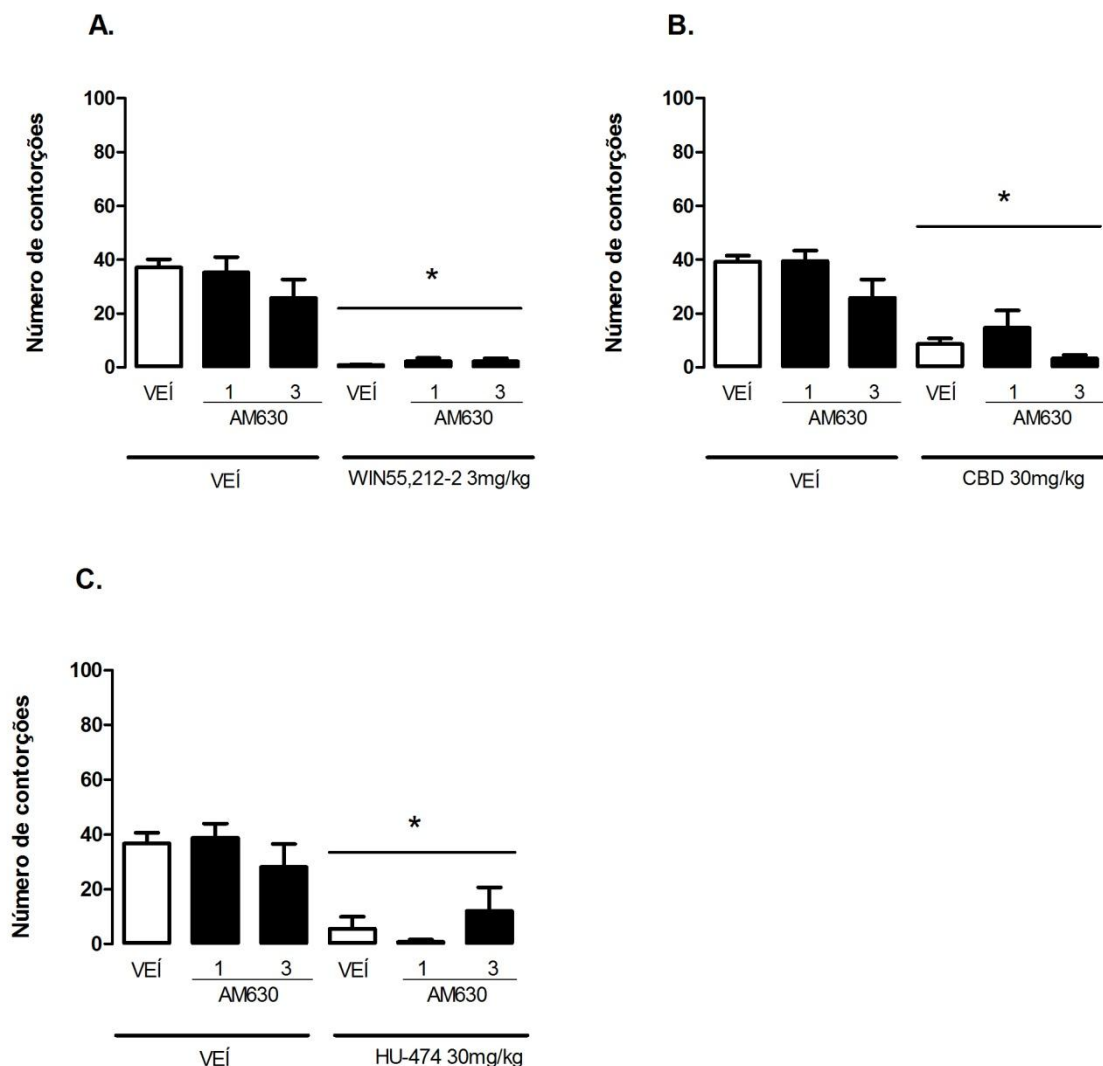 A.
Número de contorções
100
80
60
40
20
0
*
VEÍ 1 3 VEÍ 1 3
AM630 AM630
VEÍ WIN55,212-2 3mg/kg
B.
Número de contorções
100
80
60
40
20
0
*
VEÍ 1 3 VEÍ 1 3
AM630 AM630
VEÍ CBD 30mg/kg
C.
Número de contorções
100
80
60
40
20
0
*
VEÍ 1 3 VEÍ 1 3
AM630 AM630
VEÍ HU-474 30mg/kg